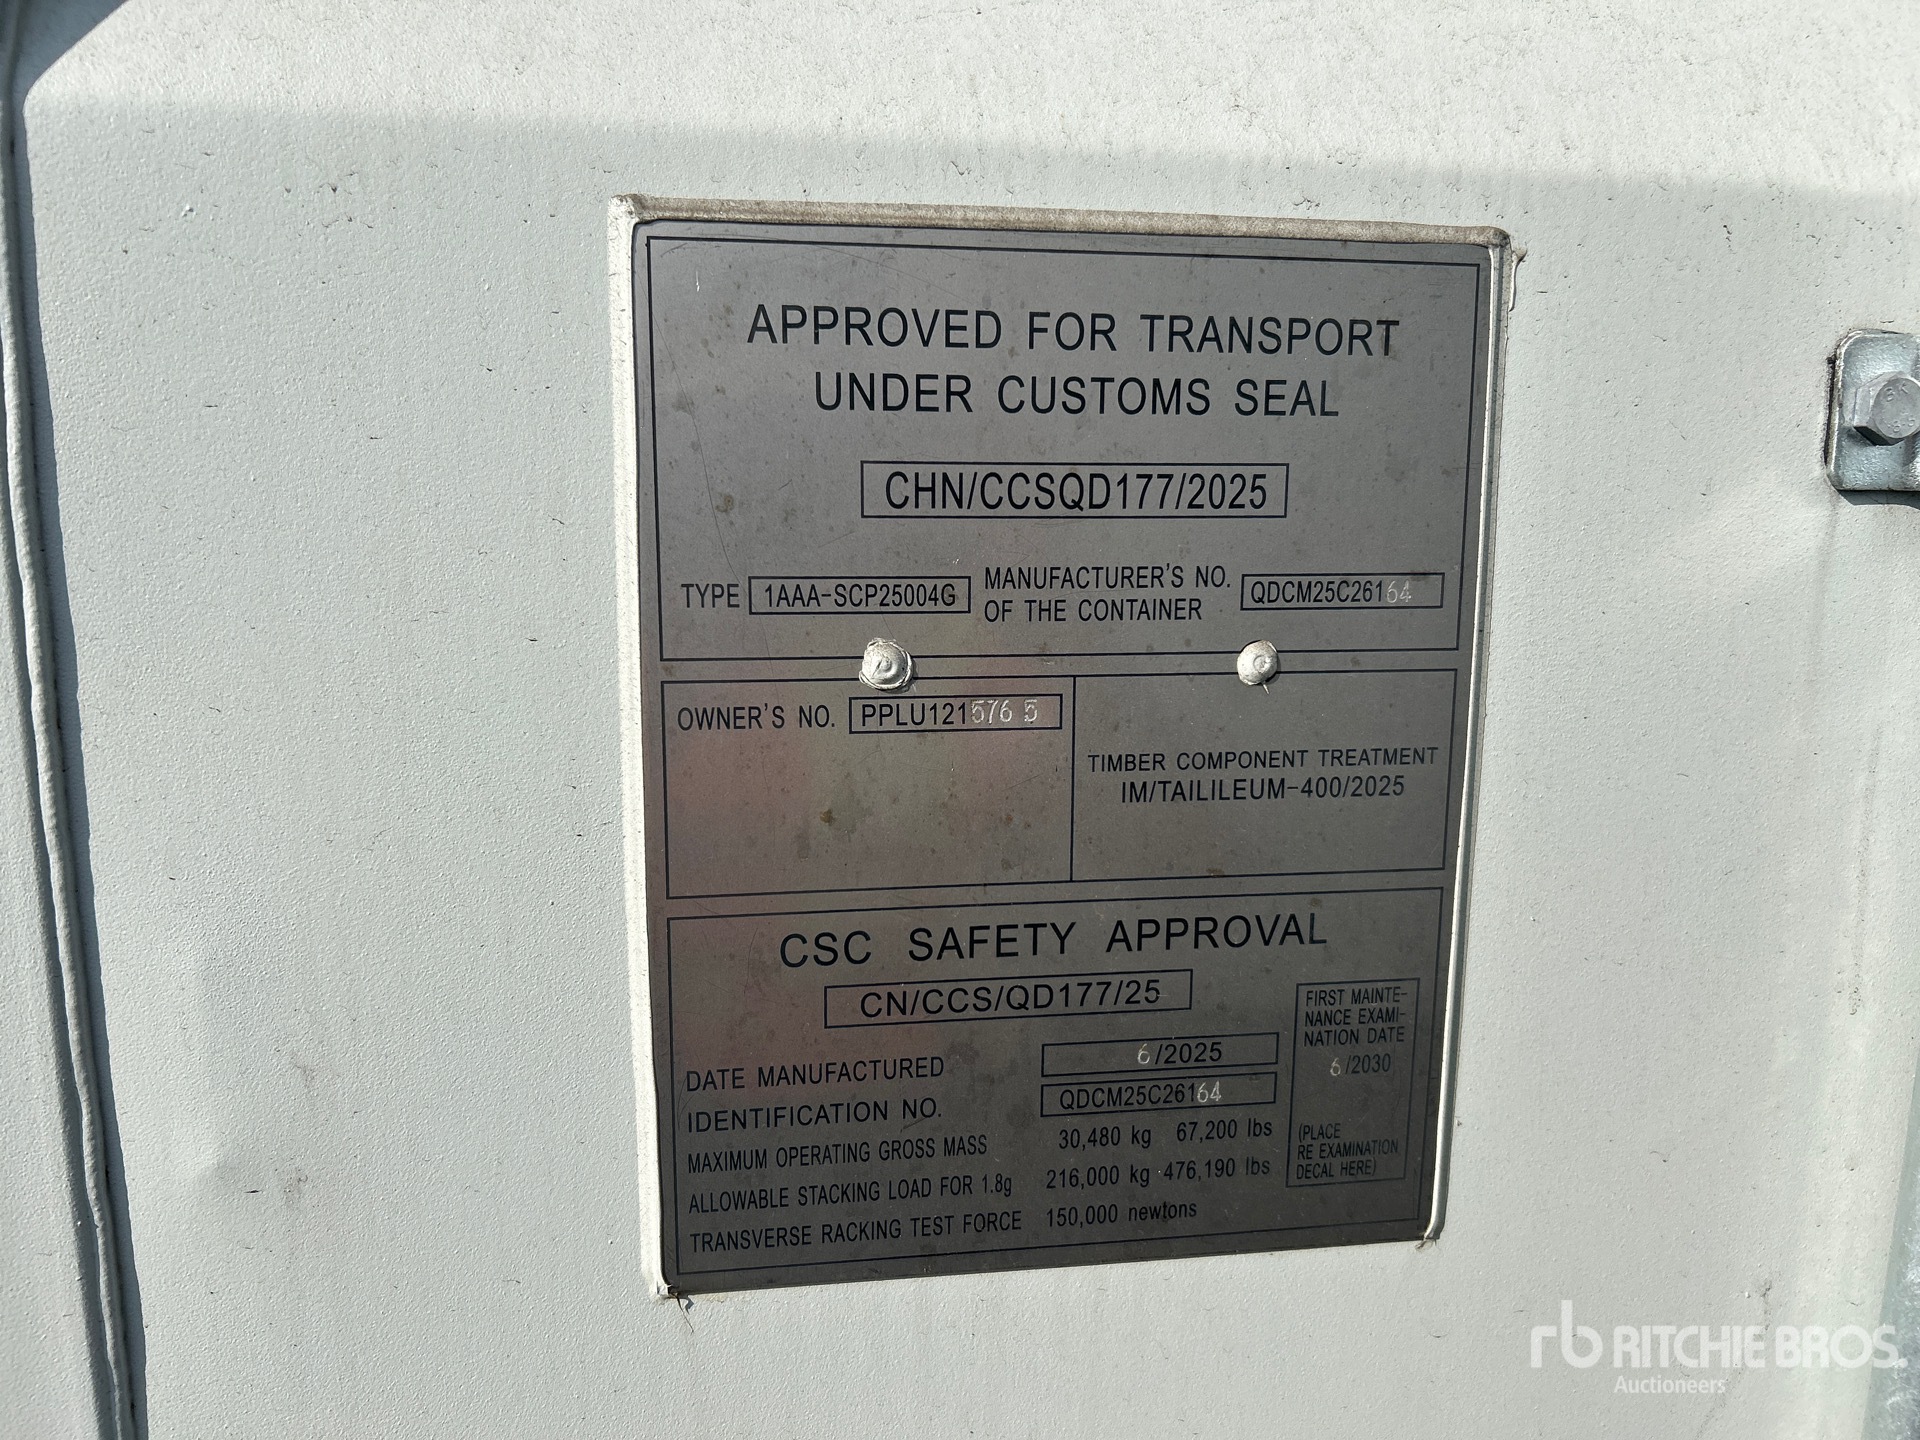 APPROVED FOR TRANSPORT
UNDER CUSTOMS SEAL
CHN/CCSQD177/2025
TYPE 1AAA-SCP25004G
MANUFACTURER'S NO.
OF THE CONTAINER
QDCM25C26164
OWNER'S NO. PPLU121576 5
TIMBER COMPONENT TREATMENT
IM/TAILILEUM-400/2025
CSC SAFETY APPROVAL
CN/CCS/QD177/25
DATE MANUFACTURED 6/2025
IDENTIFICATION NO. QDCM25C26164
MAXIMUM OPERATING GROSS MASS 30,480 kg 67,200 lbs
ALLOWABLE STACKING LOAD FOR 1.8g 216,000 kg 476,190 lbs
TRANSVERSE RACKING TEST FORCE 150,000 newtons
FIRST MAINTE-
NANCE EXAMI-
NATION DATE
6/2030
(PLACE
RE EXAMINATION
DECAL HERE)
rb RITCHIE BROS.
Auctioneers